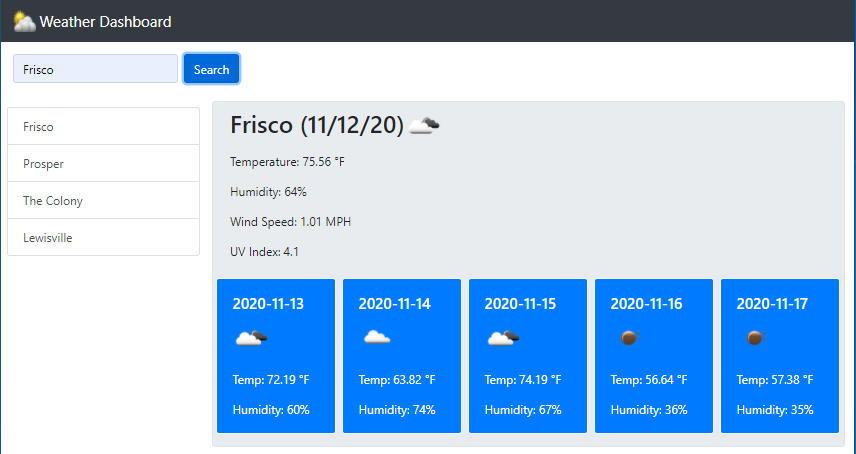 Weather Dashboard
Frisco
Search
Frisco
Prosper
The Colony
Lewisville
Frisco (11/12/20)
Temperature: 75.56 °F
Humidity: 64%
Wind Speed: 1.01 MPH
UV Index: 4.1
2020-11-13
Temp: 72.19 °F
Humidity: 60%
2020-11-14
Temp: 63.82 °F
Humidity: 74%
2020-11-15
Temp: 74.19 °F
Humidity: 67%
2020-11-16
Temp: 56.64 °F
Humidity: 36%
2020-11-17
Temp: 57.38 °F
Humidity: 35%